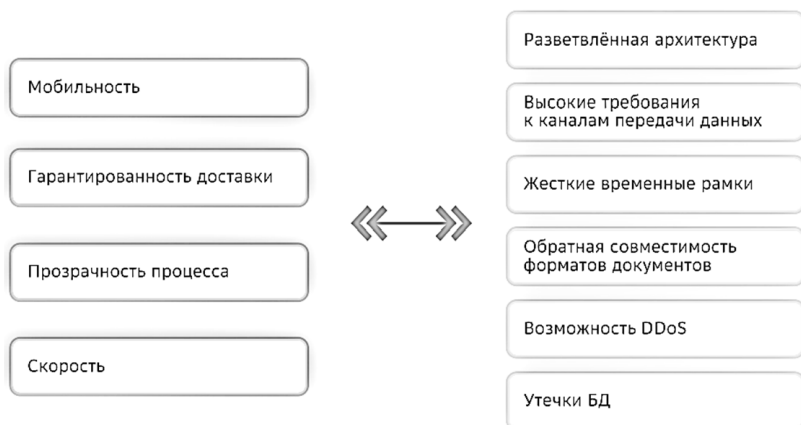 Мобильность
Гарантированность доставки
Прозрачность процесса
Скорость
Разветвлённая архитектура
Высокие требования
к каналам передачи данных
Жесткие временные рамки
Обратная совместимость
форматов документов
Возможность DDoS
Утечки БД